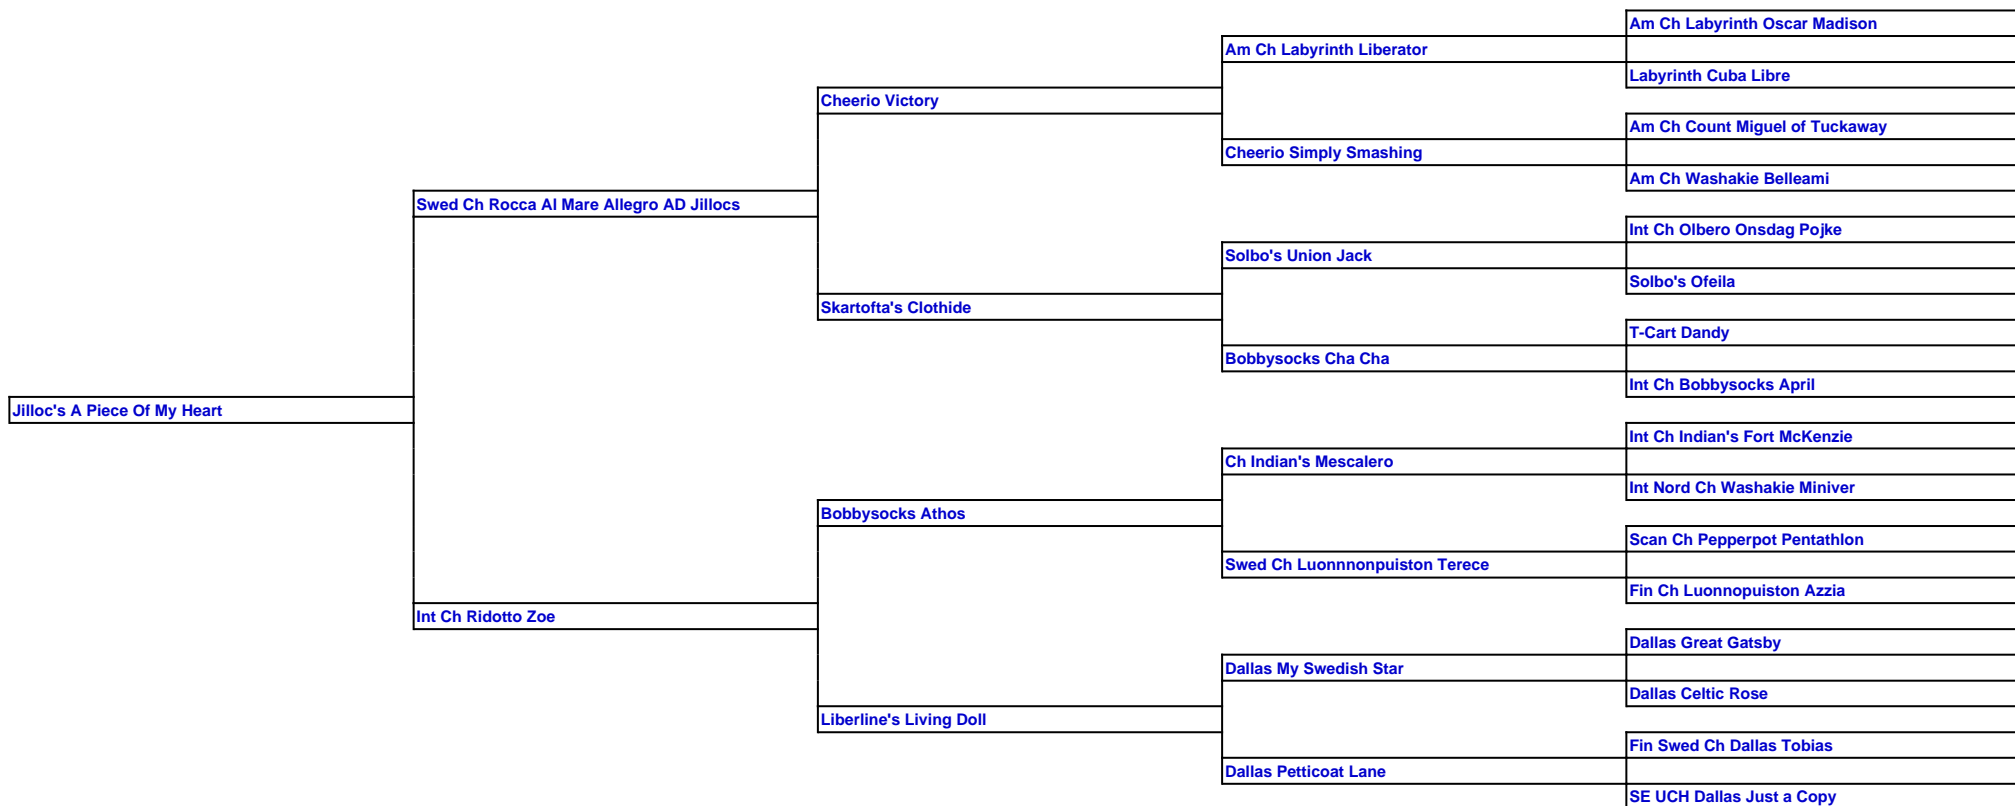 Am Ch Labyrinth Oscar Madison
Am Ch Labyrinth Liberator
Labyrinth Cuba Libre
Cheerio Victory
Am Ch Count Miguel of Tuckaway
Cheerio Simply Smashing
Am Ch Washakie Belleami
Swed Ch Rocca Al Mare Allegro AD Jillocs
Int Ch Olbero Onsdag Pojke
Solbo's Union Jack
Solbo's Ofeila
Skartofta's Clothide
T-Cart Dandy
Bobbysocks Cha Cha
Int Ch Bobbysocks April
Jilloc's A Piece Of My Heart
Int Ch Indian's Fort McKenzie
Ch Indian's Mescalero
Int Nord Ch Washakie Miniver
Bobbysocks Athos
Scan Ch Pepperpot Pentathlon
Swed Ch Luonnnonpuiston Terece
Fin Ch Luonnopuiston Azzia
Int Ch Ridotto Zoe
Dallas Great Gatsby
Dallas My Swedish Star
Dallas Celtic Rose
Liberline's Living Doll
Fin Swed Ch Dallas Tobias
Dallas Petticoat Lane
SE UCH Dallas Just a Copy